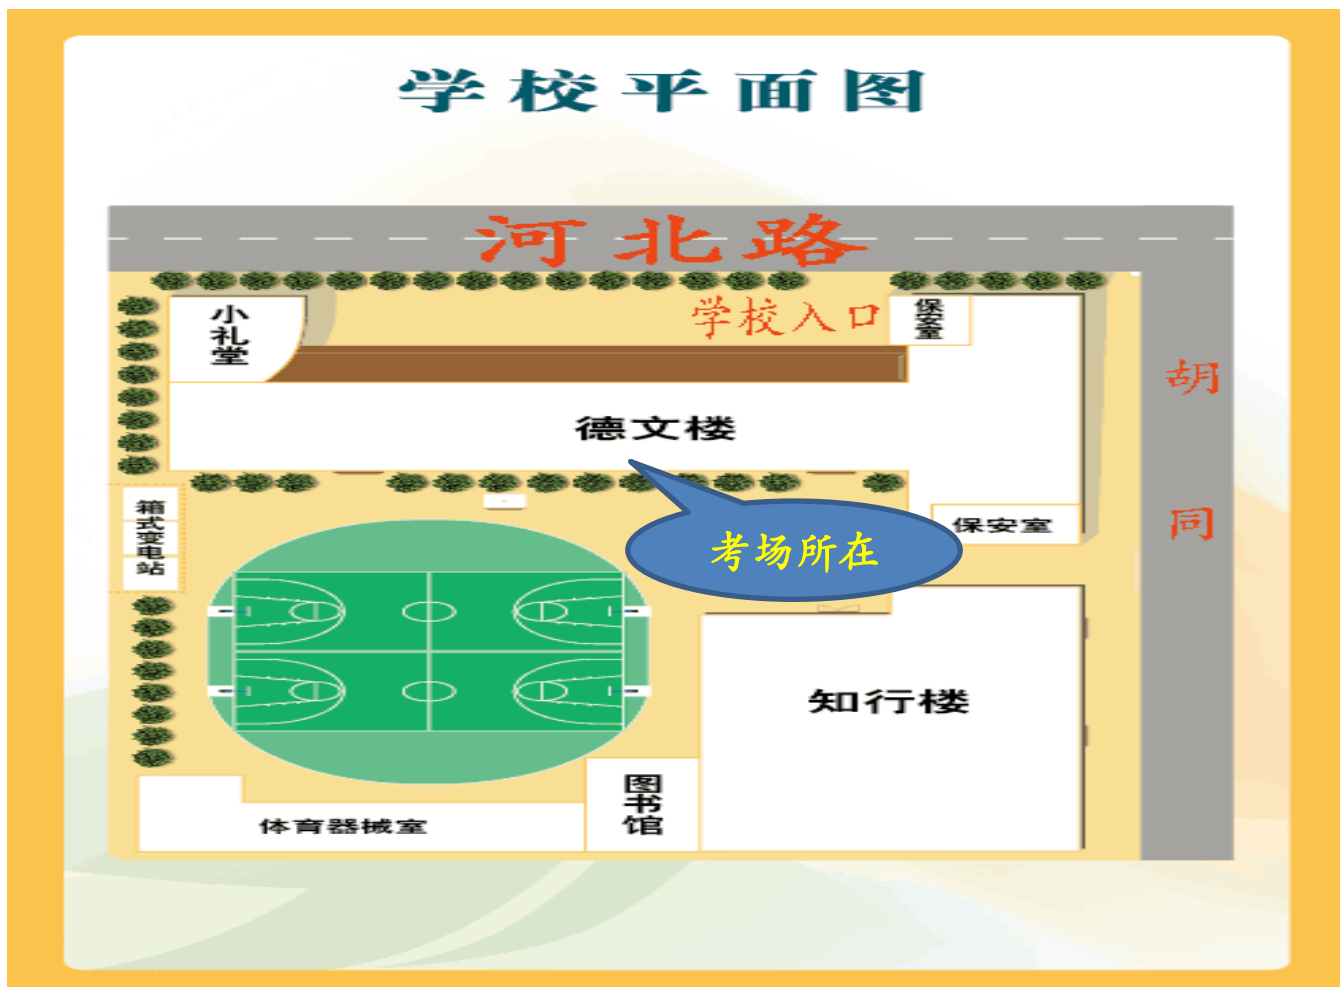 学校平面图
河北路
学校入口
保安室
小礼堂
胡同
德文楼
箱式变电站
考场所在
保安室
知行楼
图书馆
体育器械室